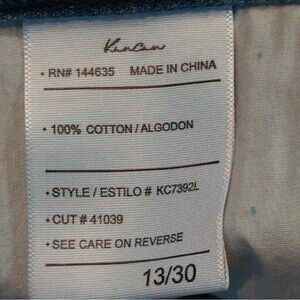 KanCan
• RN# 144635 MADE IN CHINA
• 100% COTTON / ALGODON
• STYLE / ESTILO # KC7392L
• CUT # 41039
• SEE CARE ON REVERSE
13/30